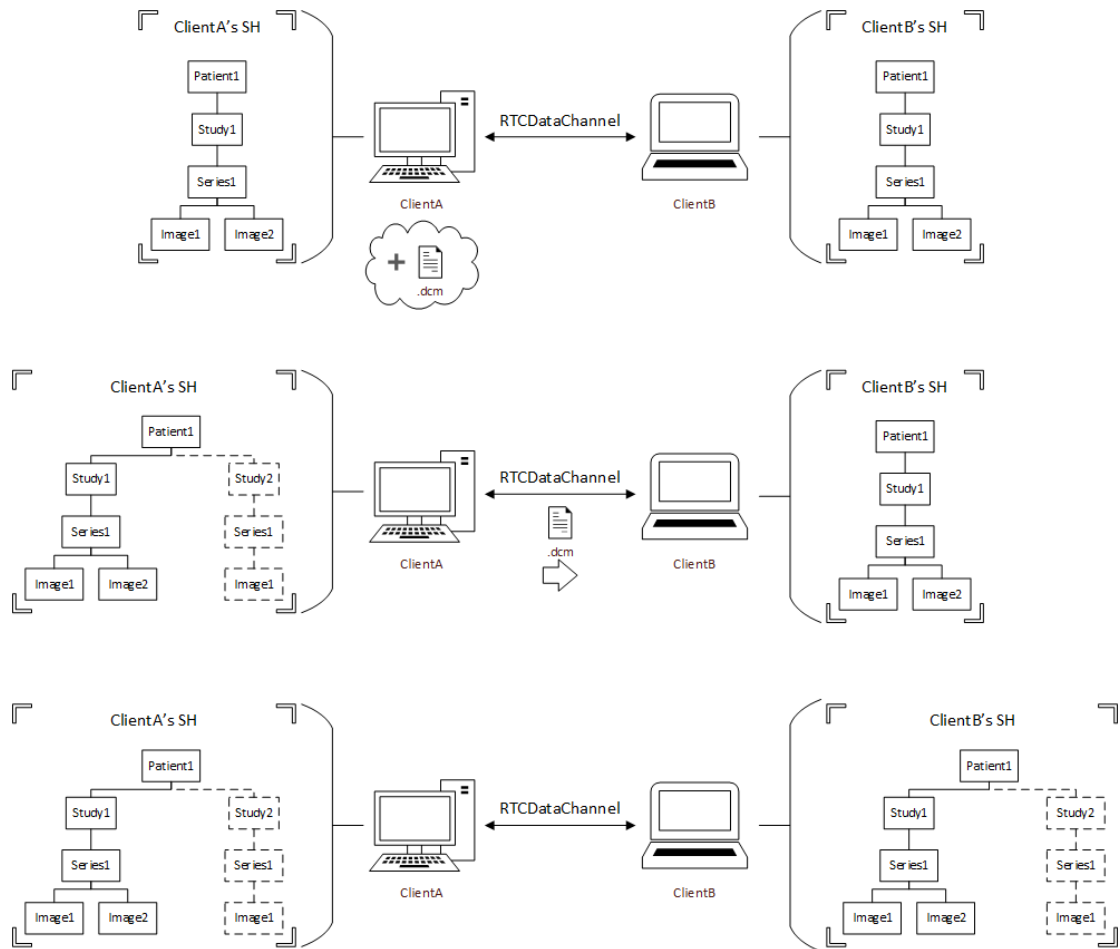 ClientA's SH
Patient1
Study1
Series1
Image1
Image2
RTCDataChannel
ClientA
ClientB
+
.dcm
ClientB's SH
Patient1
Study1
Series1
Image1
Image2
ClientA's SH
Patient1
Study1
Study2
Series1
Series1
Image1
Image2
Image1
RTCDataChannel
.dcm
ClientA
ClientB
ClientB's SH
Patient1
Study1
Series1
Image1
Image2
ClientA's SH
Patient1
Study1
Study2
Series1
Series1
Image1
Image2
Image1
RTCDataChannel
ClientA
ClientB
ClientB's SH
Patient1
Study1
Study2
Series1
Series1
Image1
Image2
Image1